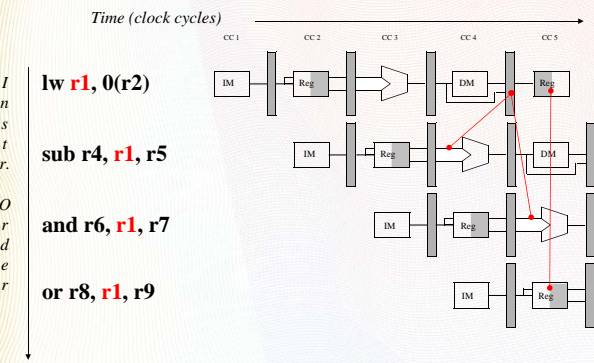 Time (clock cycles)
CC 1 CC 2 CC 3 CC 4 CC 5
Instr. Order
lw r1, 0(r2)
IM Reg DM Reg
sub r4, r1, r5
IM Reg DM
and r6, r1, r7
IM Reg
or r8, r1, r9
IM Reg